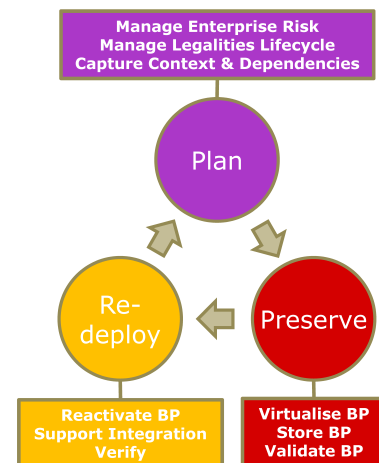 Manage Enterprise Risk
Manage Legalities Lifecycle
Capture Context & Dependencies
Plan
Re-
deploy
Preserve
Reactivate BP
Support Integration
Verify
Virtualise BP
Store BP
Validate BP